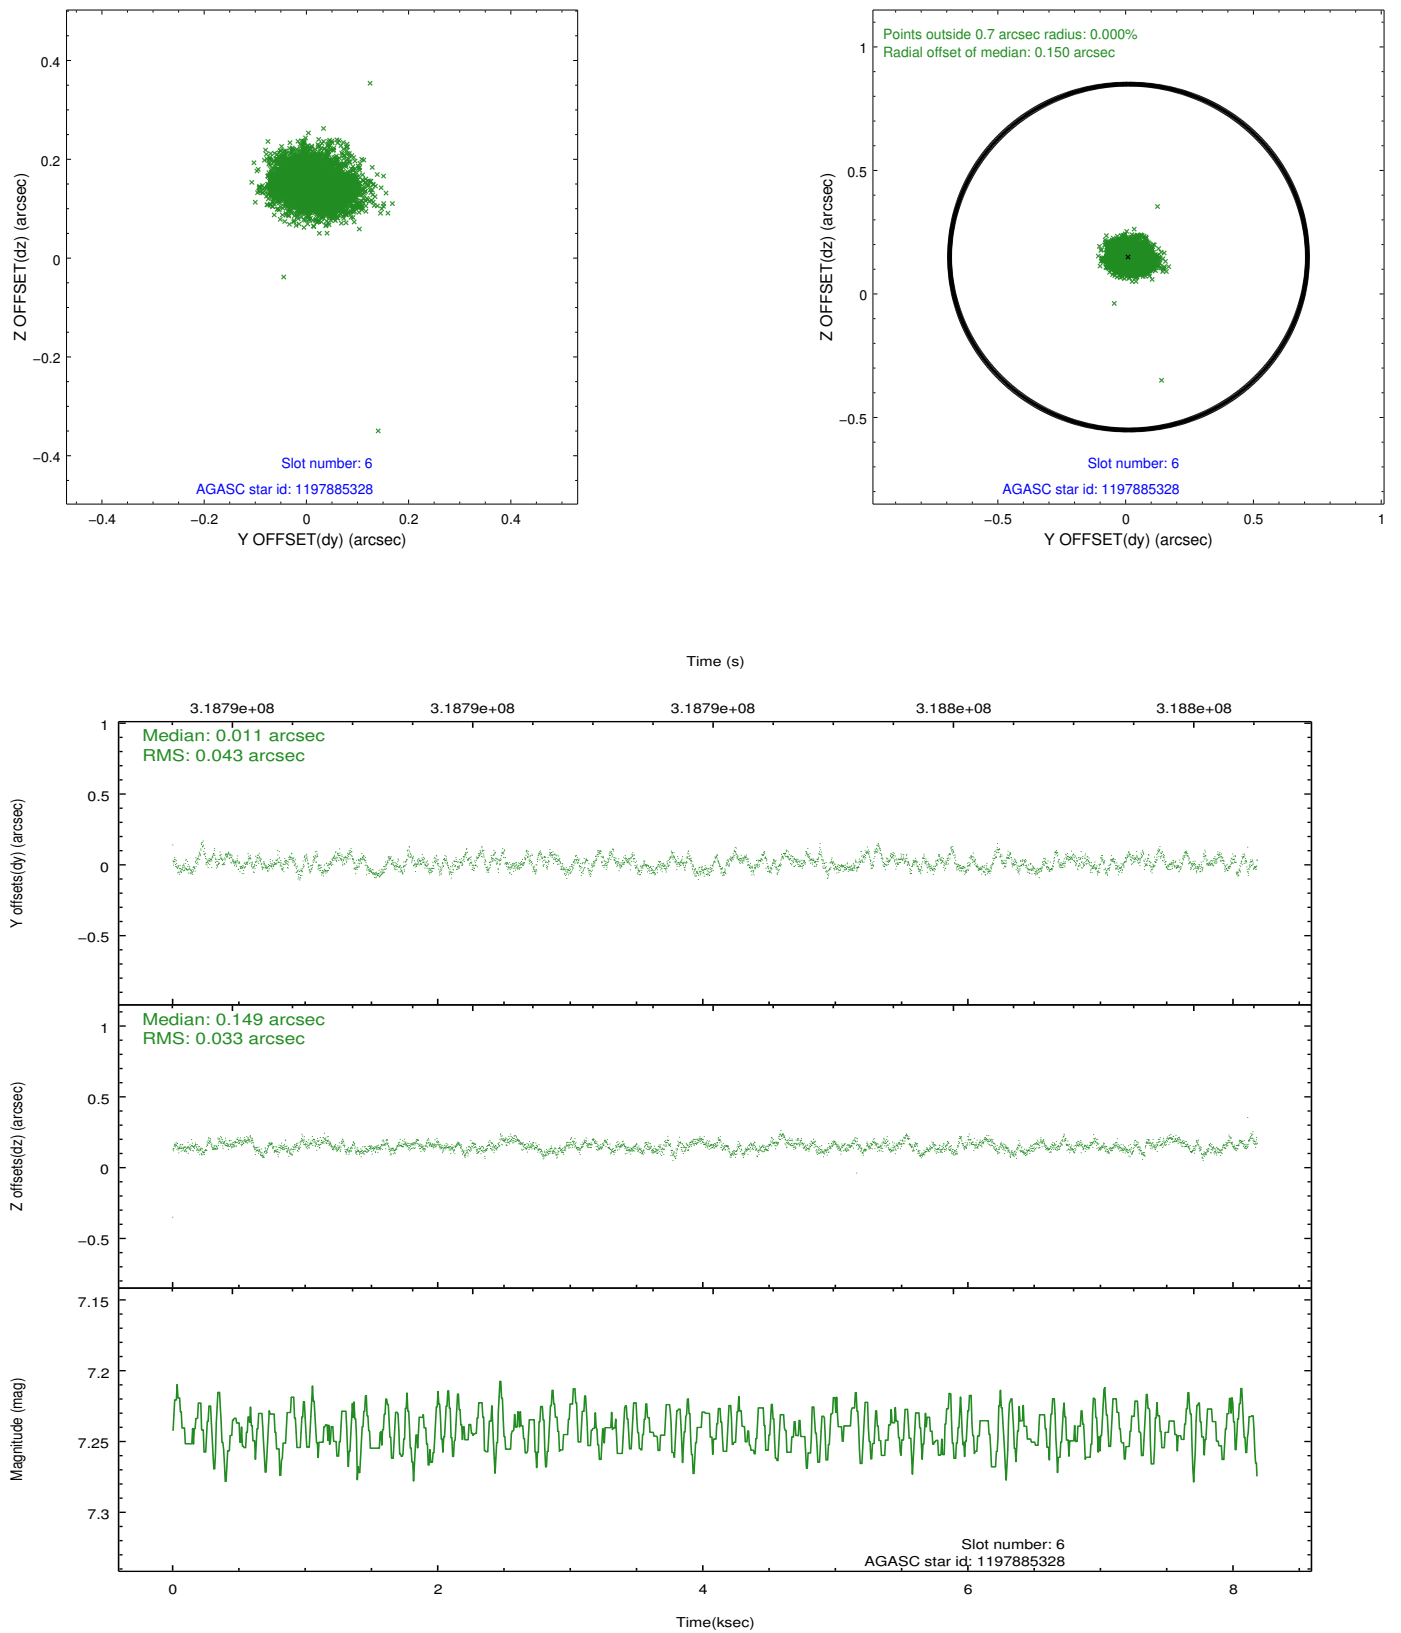 0.4
0.2
0
−0.2
−0.4
Z OFFSET(dz) (arcsec)
Slot number: 6
AGASC star id: 1197885328
−0.4 −0.2 0 0.2 0.4
Y OFFSET(dy) (arcsec)
Points outside 0.7 arcsec radius: 0.000%
Radial offset of median: 0.150 arcsec
1
0.5
0
−0.5
Z OFFSET(dz) (arcsec)
Slot number: 6
AGASC star id: 1197885328
−0.5 0 0.5 1
Y OFFSET(dy) (arcsec)
Time (s)
3.1879e+08 3.1879e+08 3.1879e+08 3.188e+08 3.188e+08
Median: 0.011 arcsec
RMS: 0.043 arcsec
1
0.5
0
−0.5
Y offsets(dy) (arcsec)
Median: 0.149 arcsec
RMS: 0.033 arcsec
1
0.5
0
−0.5
Z offsets(dz) (arcsec)
7.15
7.2
7.25
7.3
Magnitude (mag)
Slot number: 6
AGASC star id: 1197885328
0 2 4 6 8
Time(ksec)